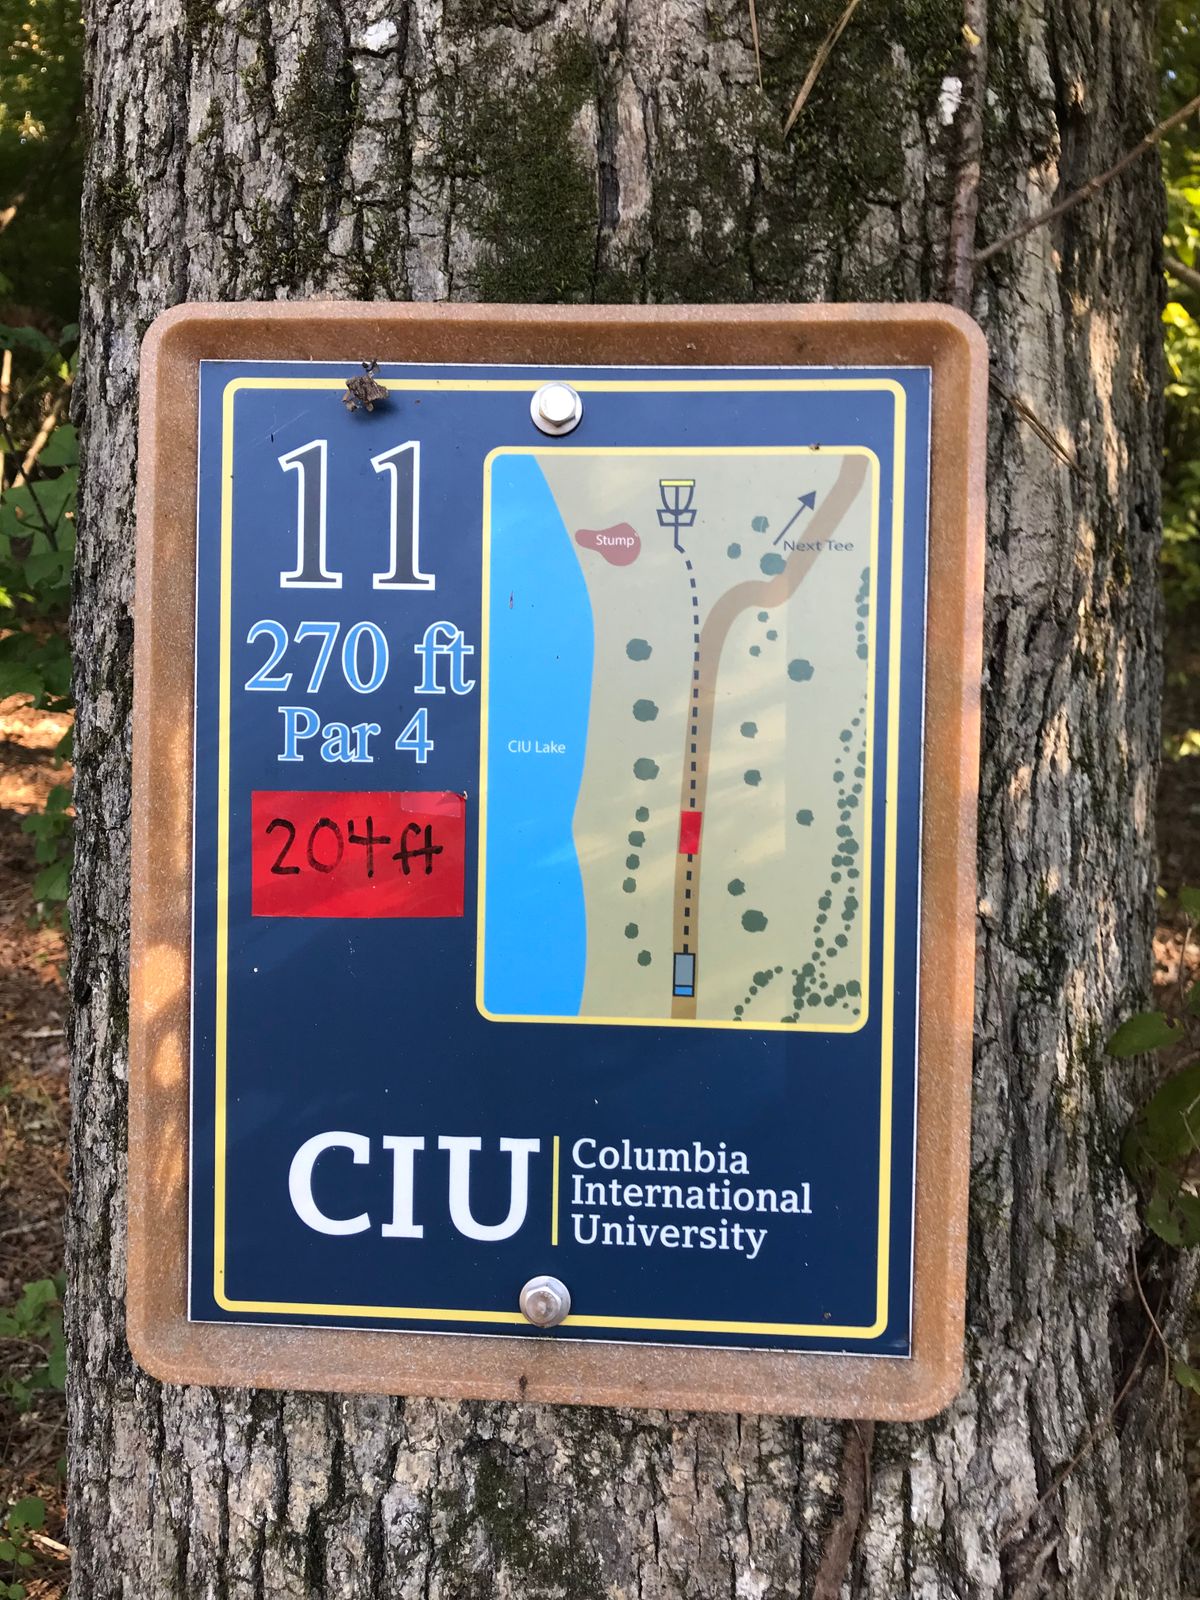 11
270 ft
Par 4
204ft
Stump
Next Tee
CIU Lake
CIU
Columbia
International
University